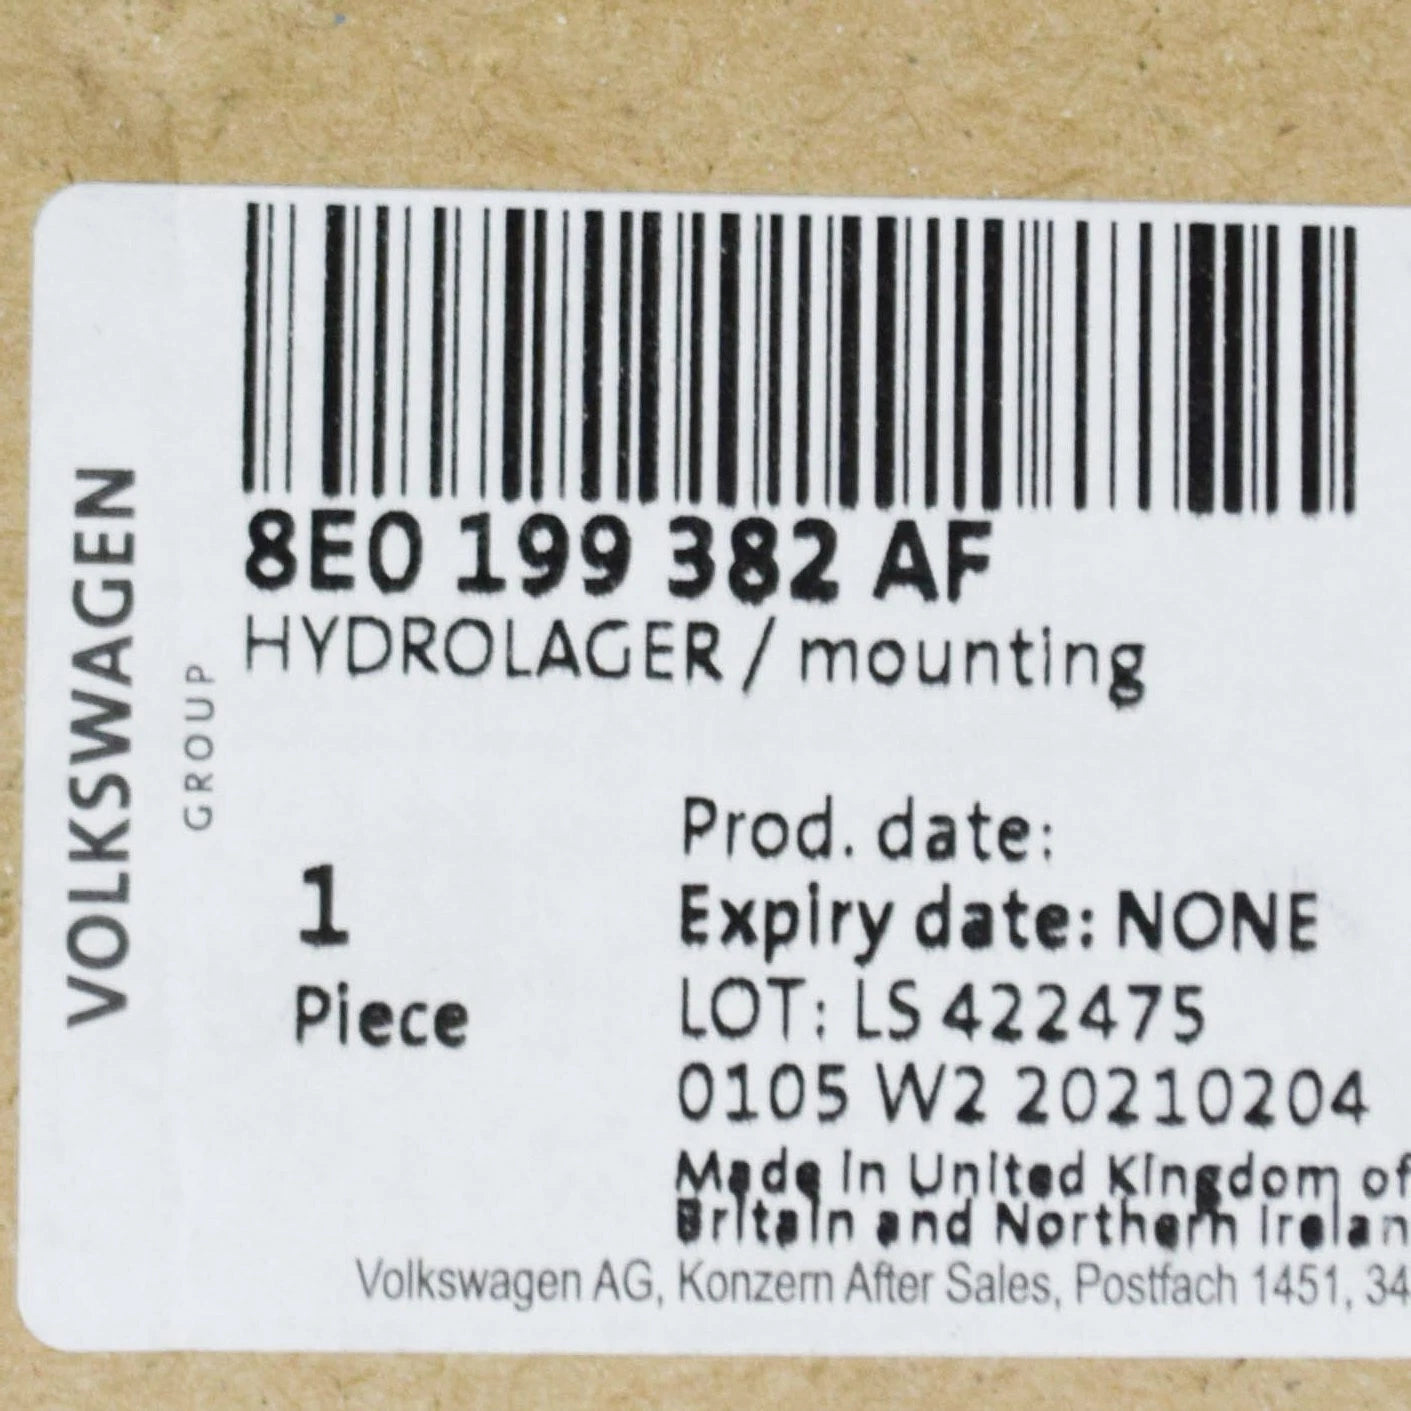 VOLKSWAGEN
GROUP
8E0 199 382 AF
HYDROLAGER / mounting
1
Piece
Prod. date:
Expiry date: NONE
LOT: LS 422475
0105 W2 20210204
Made in United Kingdom of
Britain and Northern Irelan
Volkswagen AG, Konzern After Sales, Postfach 1451, 34